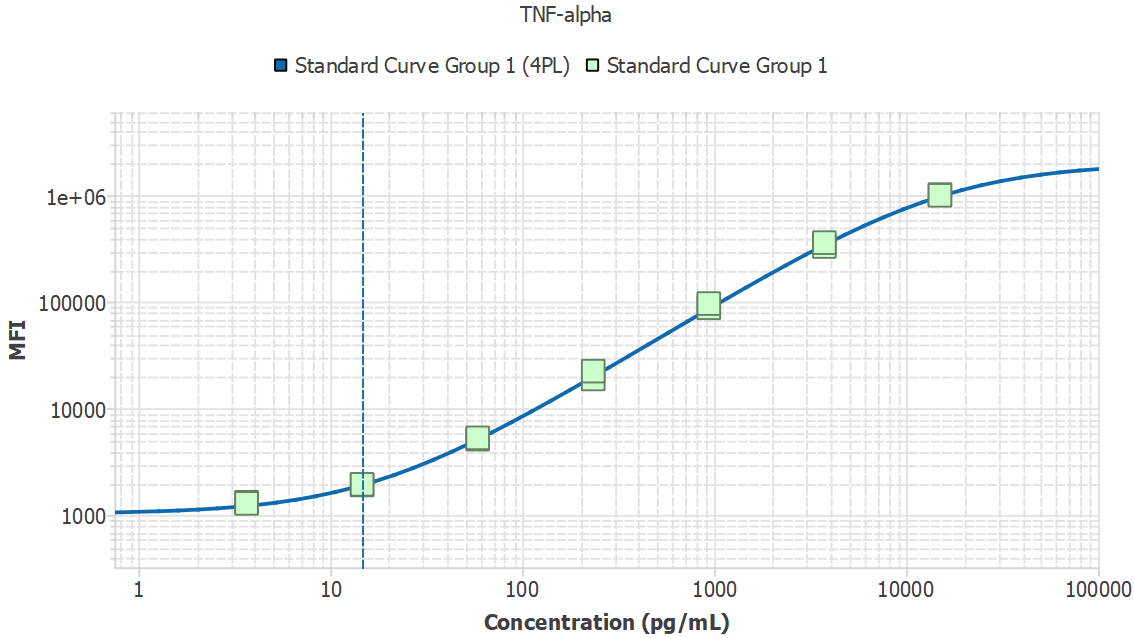 TNF-alpha
Standard Curve Group 1 (4PL) Standard Curve Group 1
1e+06
100000
10000
1000
MFI
1 10 100 1000 10000 100000
Concentration (pg/mL)